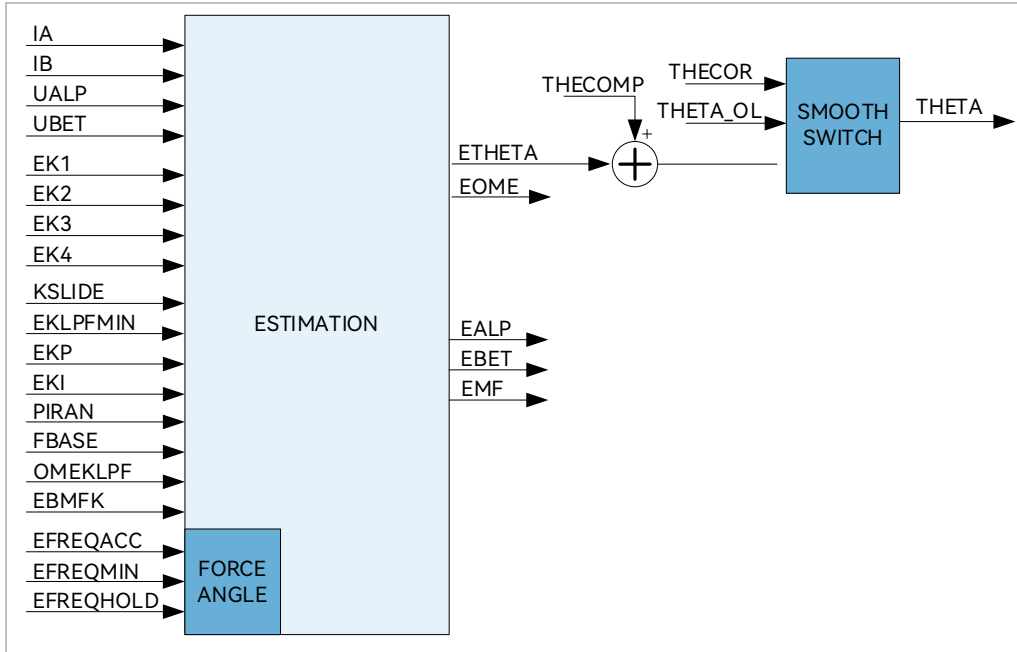 IA
IB
UALP
UBET
EK1
EK2
EK3
EK4
KSLIDE
EKLPFMIN
EKP
EKI
PIRAN
FBASE
OMEKLPF
EBMFK
EFREQACC
EFREQMIN
EFREQHOLD
FORCE
ANGLE
ESTIMATION
ETHETA
EOME
EALP
EBET
EMF
THECOMP
+
+
THECOR
THETA_OL
SMOOTH
SWITCH
THETA